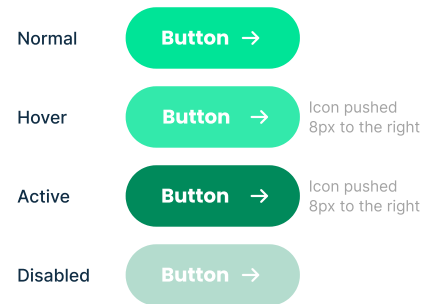 Normal
Button
Hover
Button
Icon pushed
8px to the right
Active
Button
Icon pushed
8px to the right
Disabled
Button